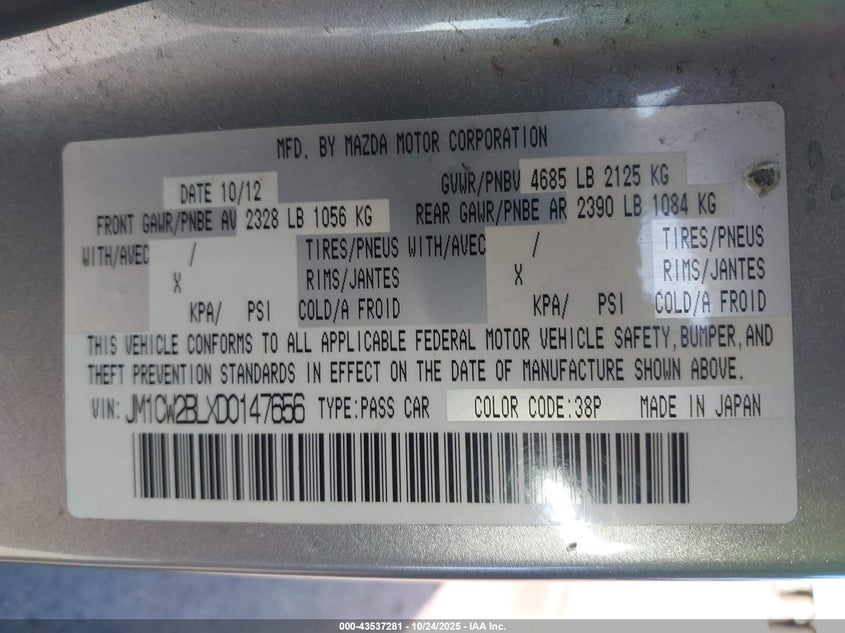 MFD. BY MAZDA MOTOR CORPORATION
DATE 10/12 GVWR/PNBV 4685 LB 2125 KG
FRONT GAWR/PNBE AV 2328 LB 1056 KG REAR GAWR/PNBE AR 2390 LB 1084 KG
WITH/AVEC / TIRES/PNEUS WITH/AVEC / TIRES/PNEUS
X RIMS/JANTES X RIMS/JANTES
KPA/ PSI COLD/A FROID KPA/ PSI COLD/A FROID
THIS VEHICLE CONFORMS TO ALL APPLICABLE FEDERAL MOTOR VEHICLE SAFETY, BUMPER, AND
THEFT PREVENTION STANDARDS IN EFFECT ON THE DATE OF MANUFACTURE SHOWN ABOVE.
VIN: JM1CW2BLXD0147656 TYPE:PASS CAR COLOR CODE:38P MADE IN JAPAN
000-43537281 - 10/24/2025 - IAA Inc.